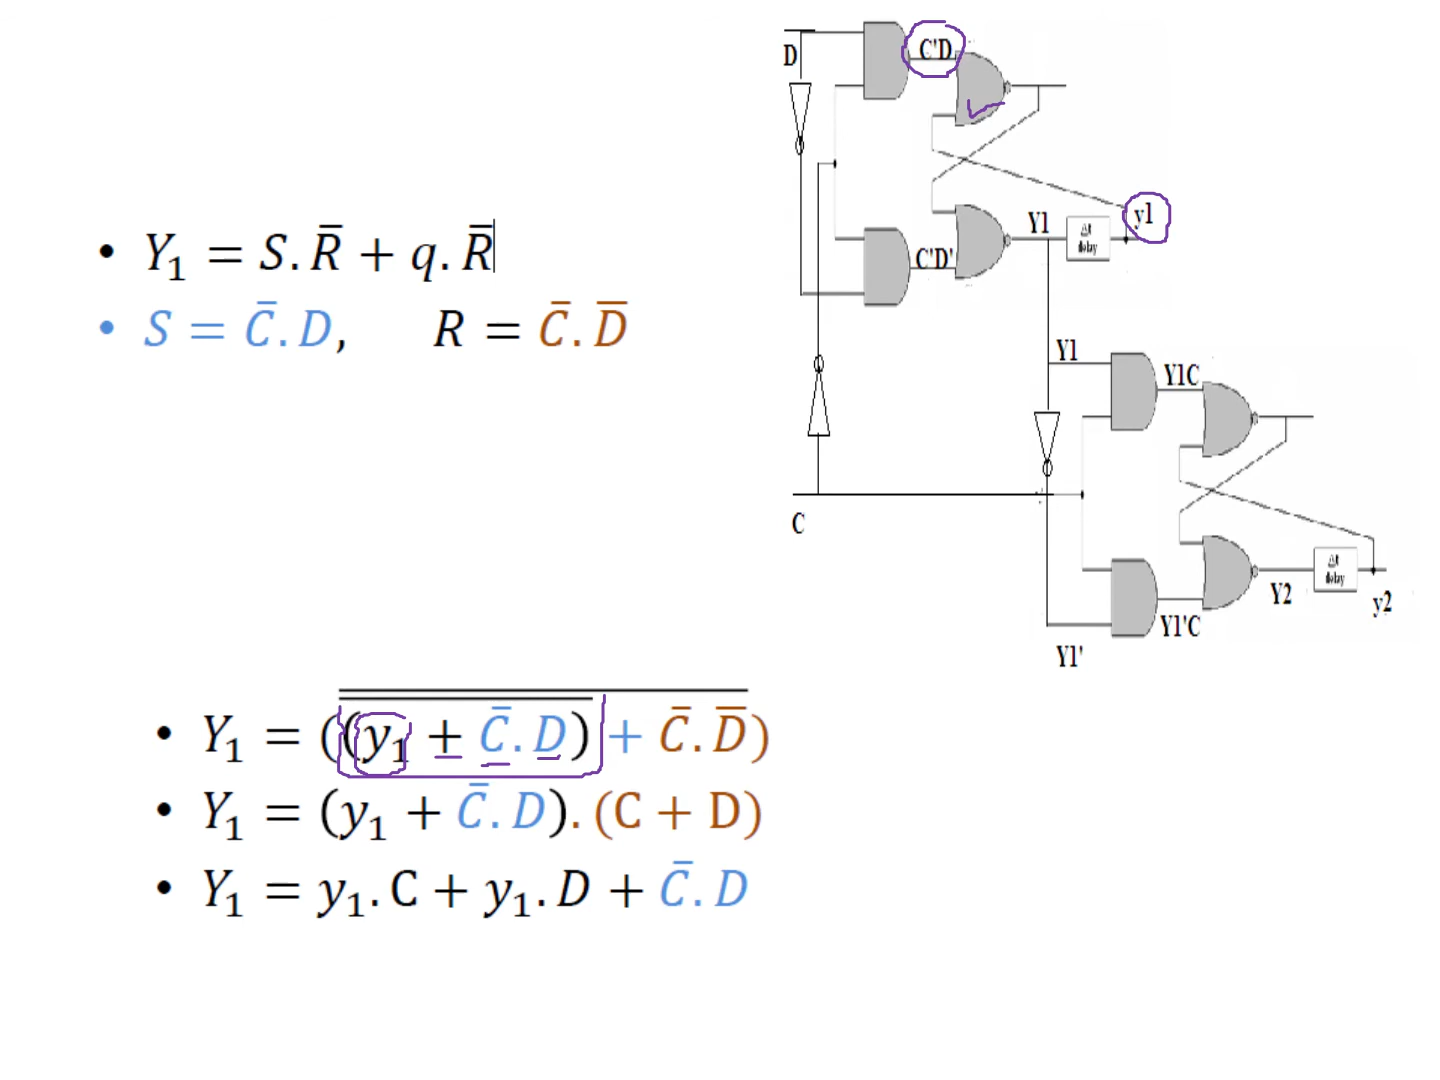 • Y₁ = S.R̅ + q.R̅
• S = C̅.D, R = C̅.D̅
D
C'D
y1
Y1
Δt
delay
C'D'
Y1
Y1C
C
Δt
delay
Y2
y2
Y1'C
Y1'
• Y₁ = ((y₁ + C̅.D) + C̅.D̅)
• Y₁ = (y₁ + C̅.D).(C + D)
• Y₁ = y₁.C + y₁.D + C̅.D